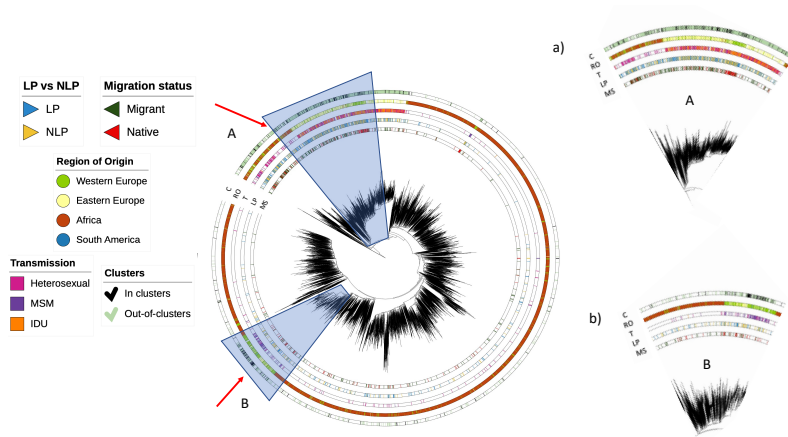 LP vs NLP
LP
NLP
Migration status
Migrant
Native
Region of Origin
Western Europe
Eastern Europe
Africa
South America
Transmission
Heterosexual
MSM
IDU
Clusters
In clusters
Out-of-clusters
A
C
RO
T
LP
MS
B
a)
C
RO
T
LP
MS
A
b)
C
RO
T
LP
MS
B